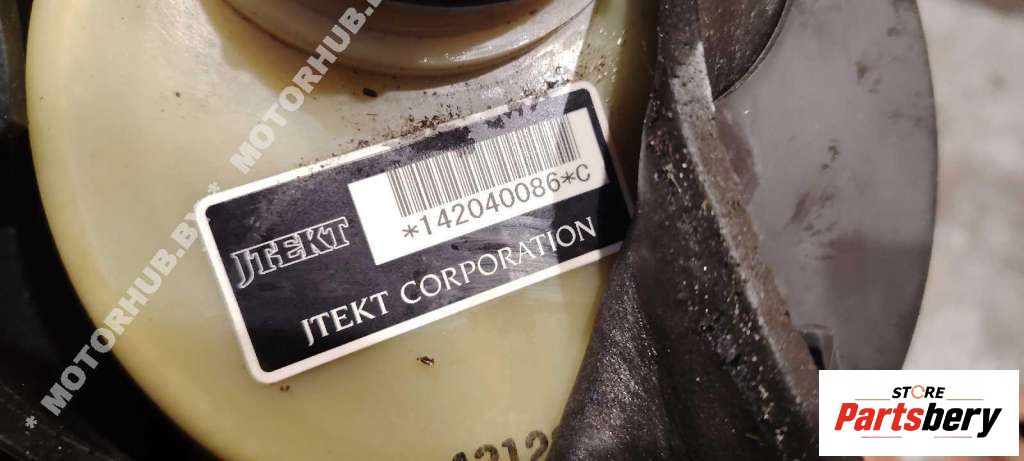 * MOTORHUB.BY * MOTORHUB.BY
*142040086*C
JTEKT
JTEKT CORPORATION
STORE
Partsbery